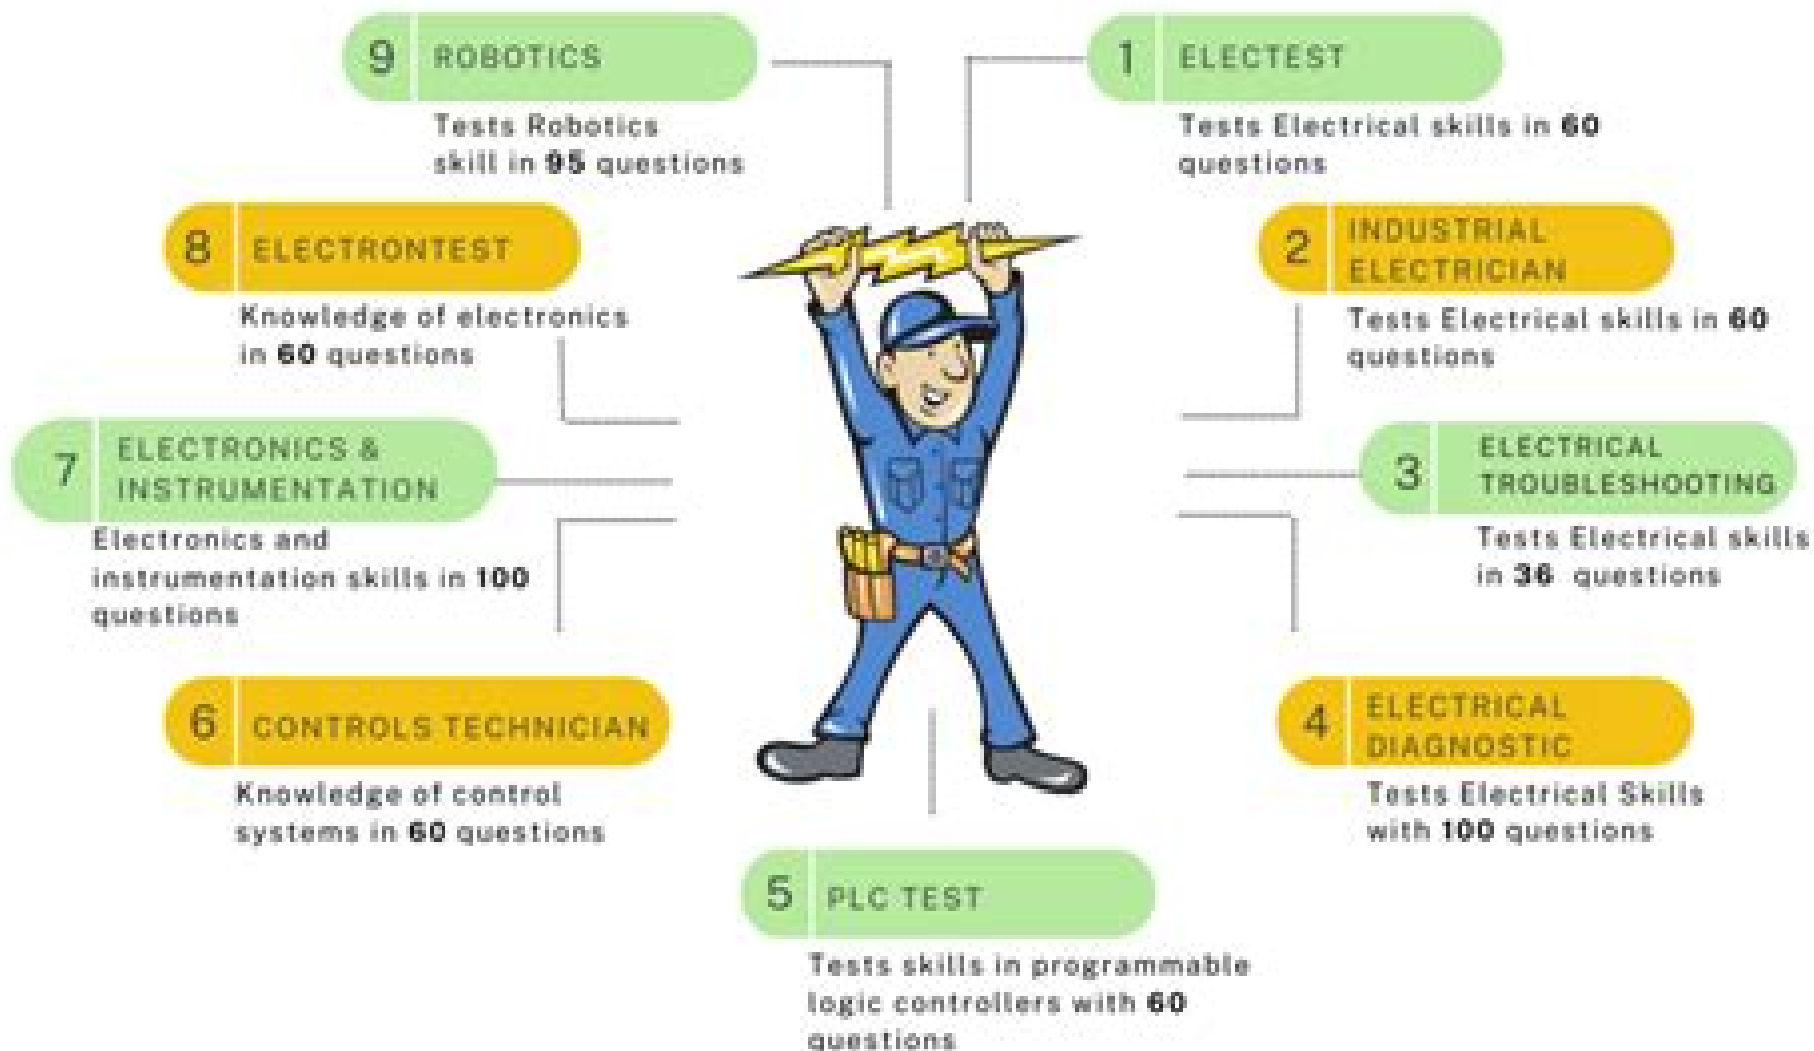 1 ELECTEST
Tests Electrical skills in 60
questions
2 INDUSTRIAL
ELECTRICIAN
Tests Electrical skills in 60
questions
3 ELECTRICAL
TROUBLESHOOTING
Tests Electrical skills
in 36 questions
4 ELECTRICAL
DIAGNOSTIC
Tests Electrical Skills
with 100 questions
5 PLC TEST
Tests skills in programmable
logic controllers with 60
questions
6 CONTROLS TECHNICIAN
Knowledge of control
systems in 60 questions
7 ELECTRONICS &
INSTRUMENTATION
Electronics and
instrumentation skills in 100
questions
8 ELECTRONTEST
Knowledge of electronics
in 60 questions
9 ROBOTICS
Tests Robotics
skill in 95 questions